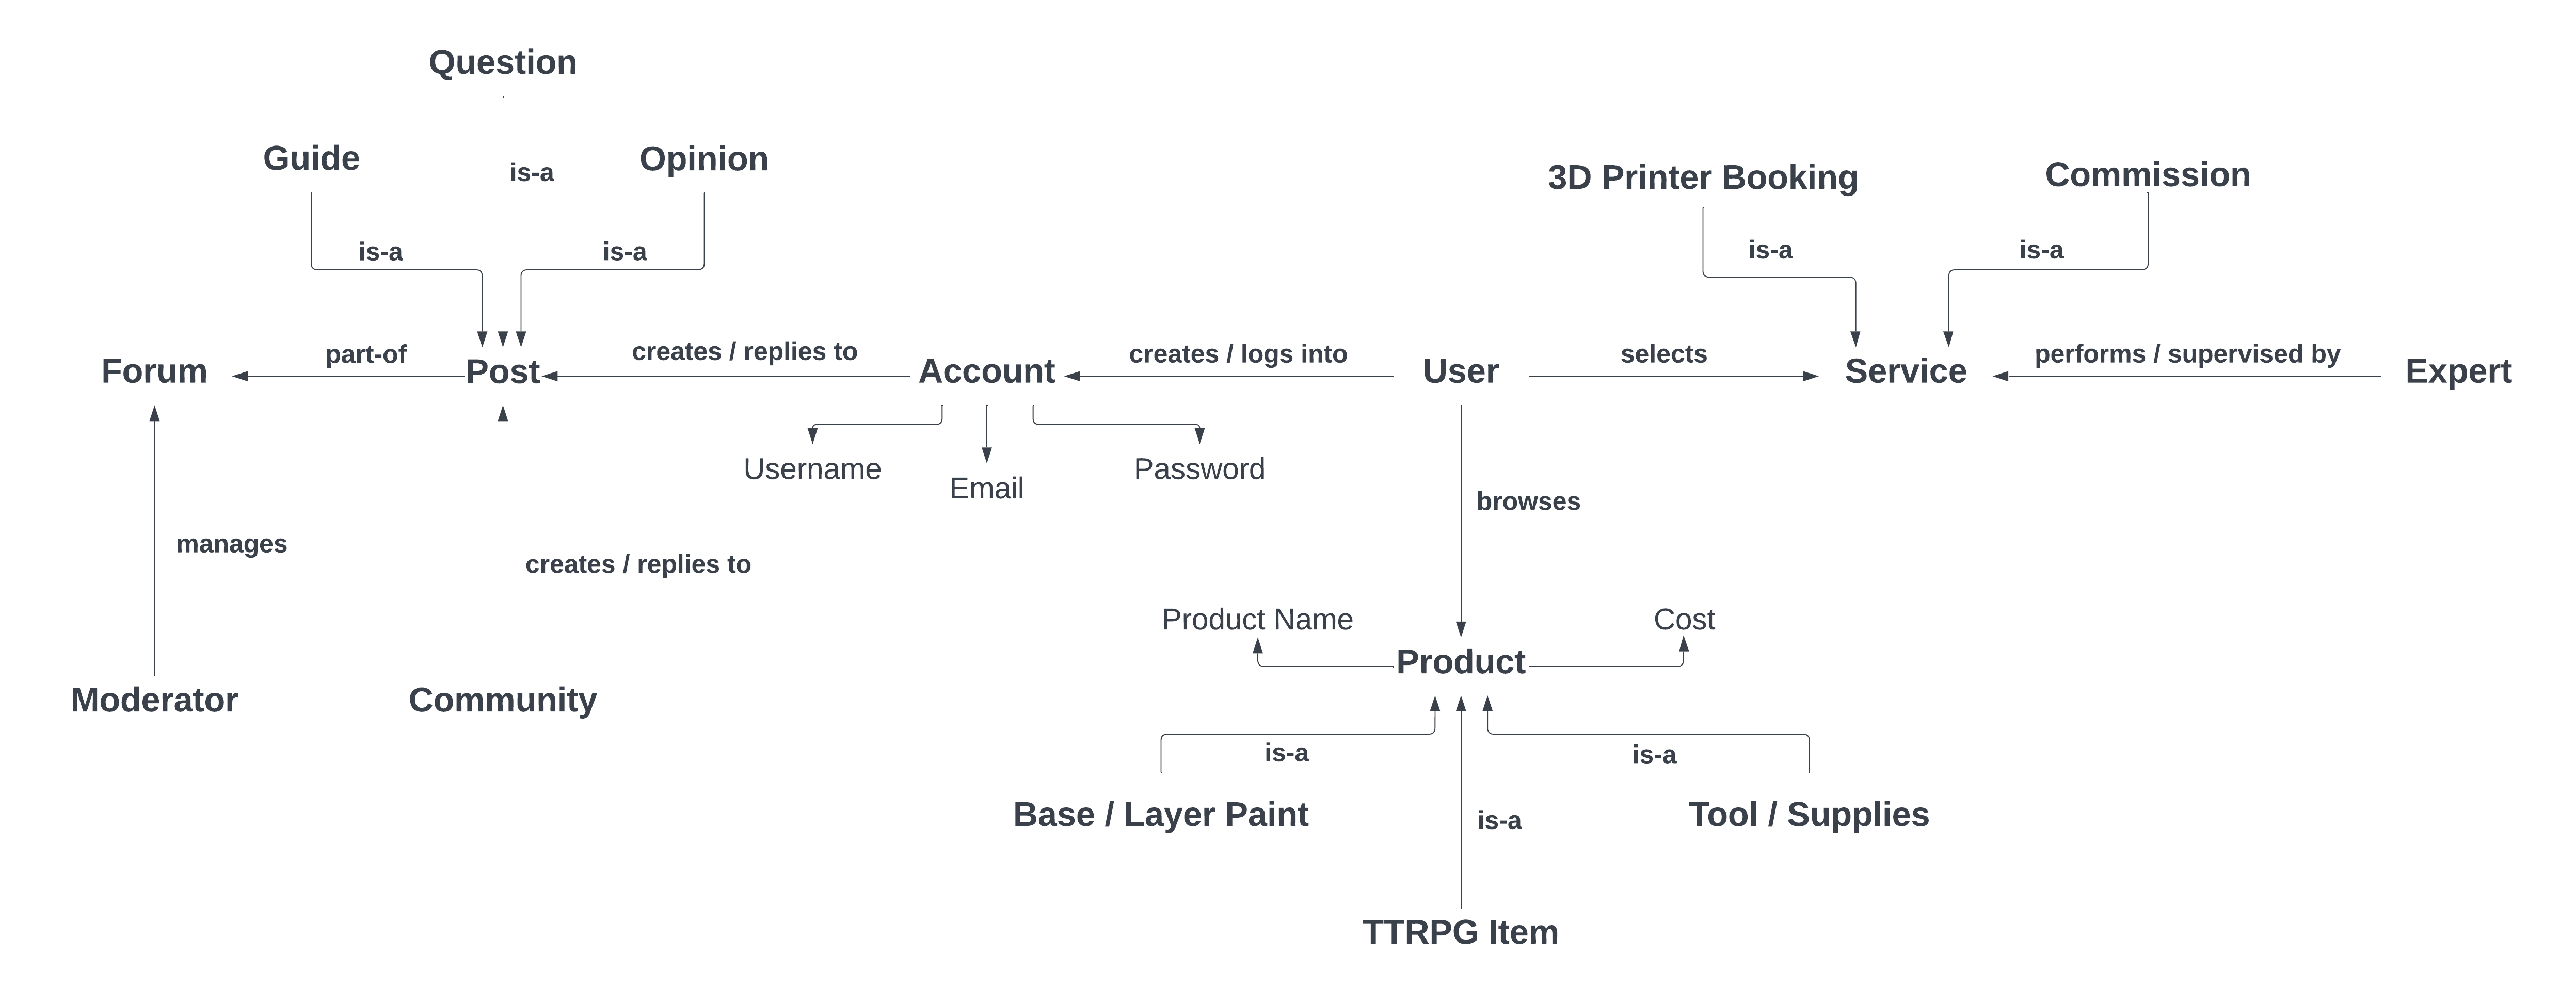 Question
Guide
Opinion
is-a
3D Printer Booking
Commission
is-a
is-a
is-a
is-a
Forum
part-of
Post
creates / replies to
Account
creates / logs into
User
selects
Service
performs / supervised by
Expert
Username
Email
Password
browses
manages
creates / replies to
Product Name
Cost
Product
Moderator
Community
is-a
is-a
Base / Layer Paint
is-a
Tool / Supplies
TTRPG Item